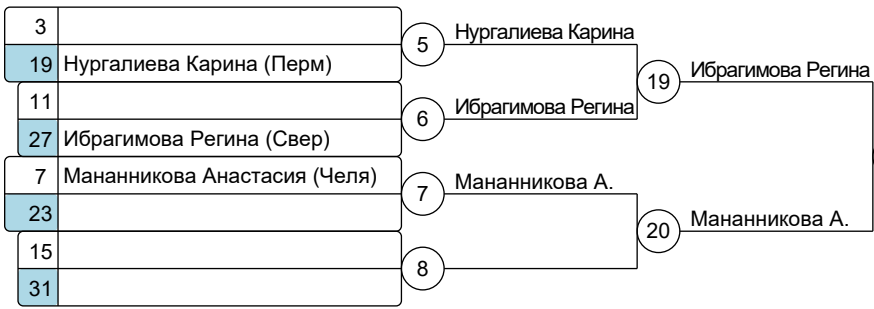 3
5 Нургалиева Карина
19 Нургалиева Карина (Перм)
19 Ибрагимова Регина
11
6 Ибрагимова Регина
27 Ибрагимова Регина (Свер)
7 Мананникова Анастасия (Челя)
7 Мананникова А.
23
20 Мананникова А.
15
8
31